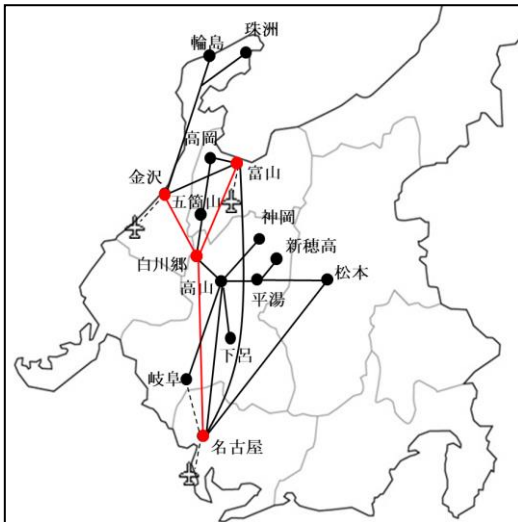 珠洲
輪島
高岡
富山
金沢
五箇山
神岡
新穂高
白川郷
松本
高山
平湯
下呂
岐阜
名古屋